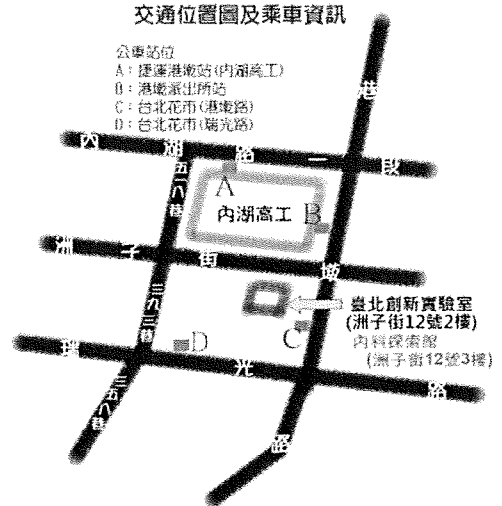 交通位置圖及乘車資訊
公車站位
A：捷運港墘站(內湖高工)
B：港墘派出所站
C：台北花市(港墘路)
D：台北花市(瑞光路)
內湖路一段
港墘路
五一八巷
A
內湖高工
B
洲子街
三九三巷
臺北創新實驗室
(洲子街12號2樓)
內科探索館
(洲子街12號3樓)
C
D
瑞光路
三五八巷